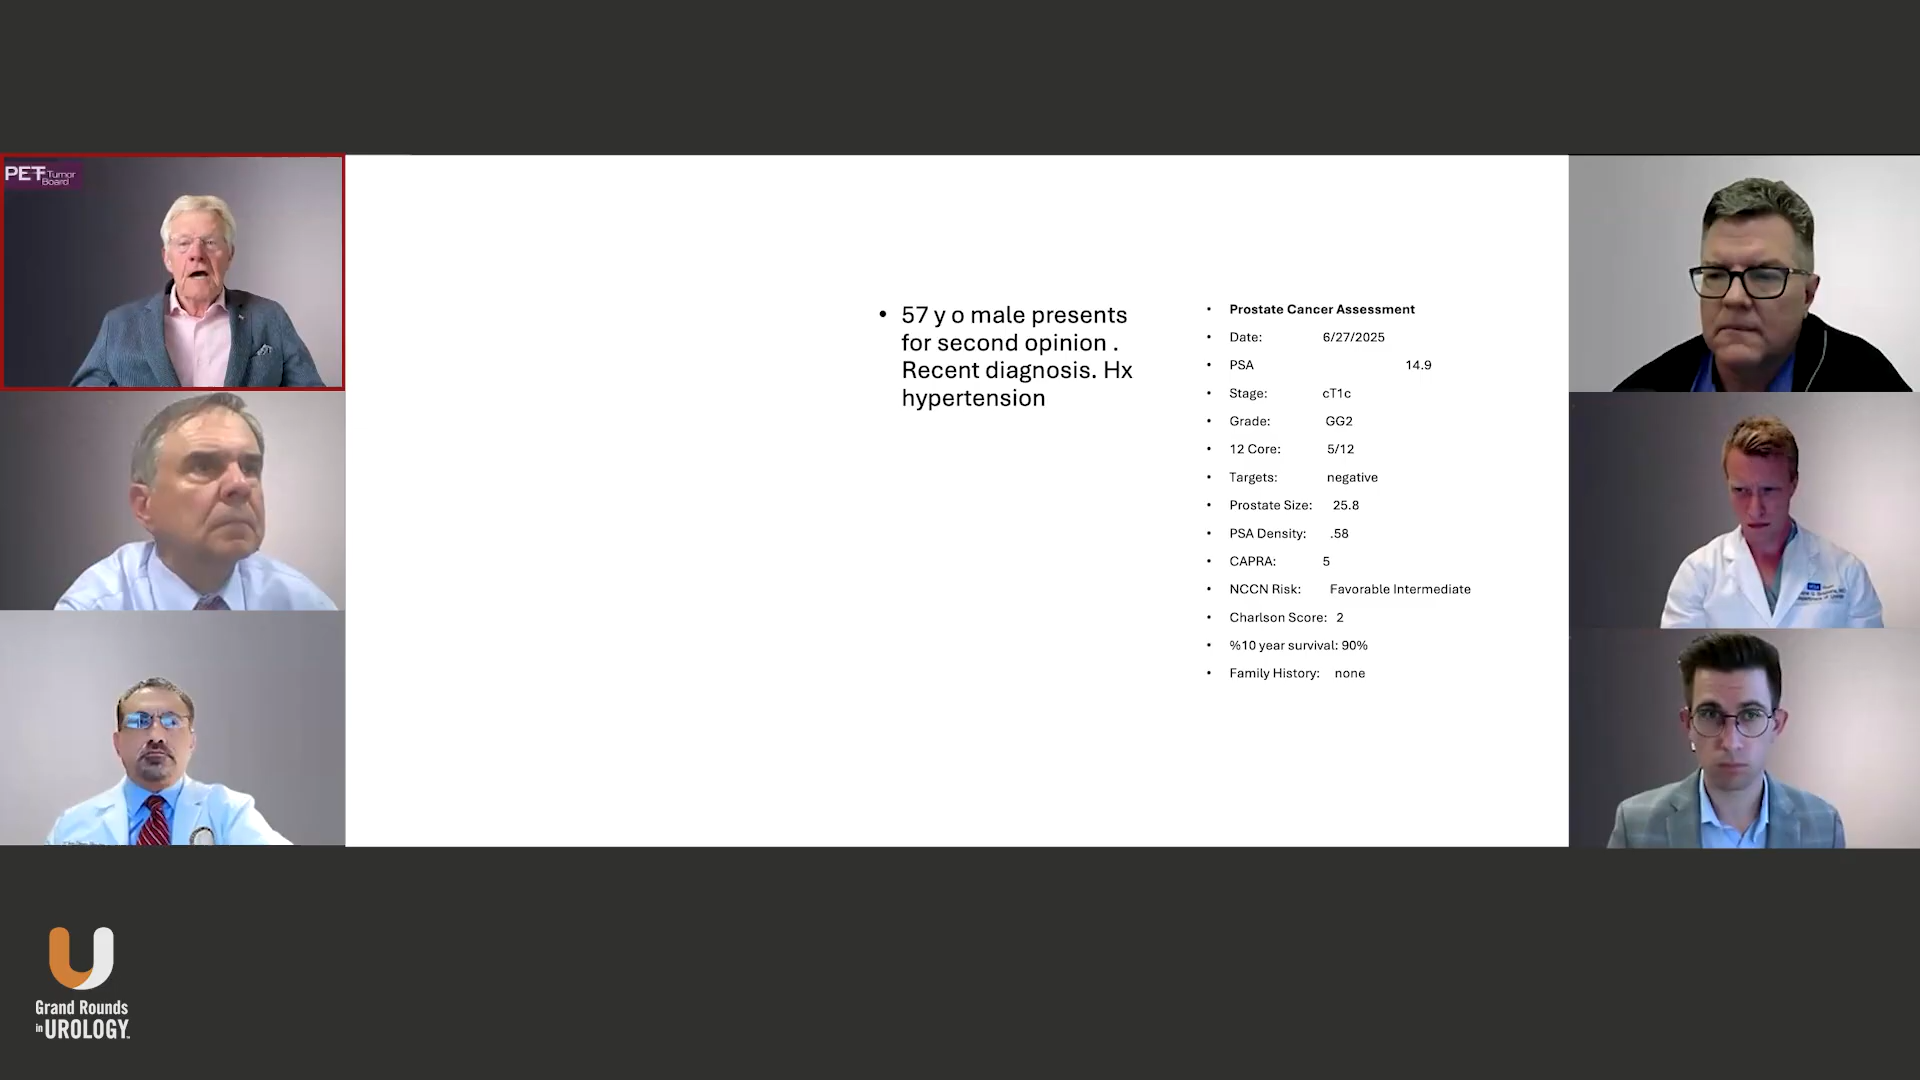 PET Tumor
Board
• 57 y o male presents
for second opinion .
Recent diagnosis. Hx
hypertension
• Prostate Cancer Assessment
• Date: 6/27/2025
• PSA 14.9
• Stage: cT1c
• Grade: GG2
• 12 Core: 5/12
• Targets: negative
• Prostate Size: 25.8
• PSA Density: .58
• CAPRA: 5
• NCCN Risk: Favorable Intermediate
• Charlson Score: 2
• %10 year survival: 90%
• Family History: none
Grand Rounds
in UROLOGY™